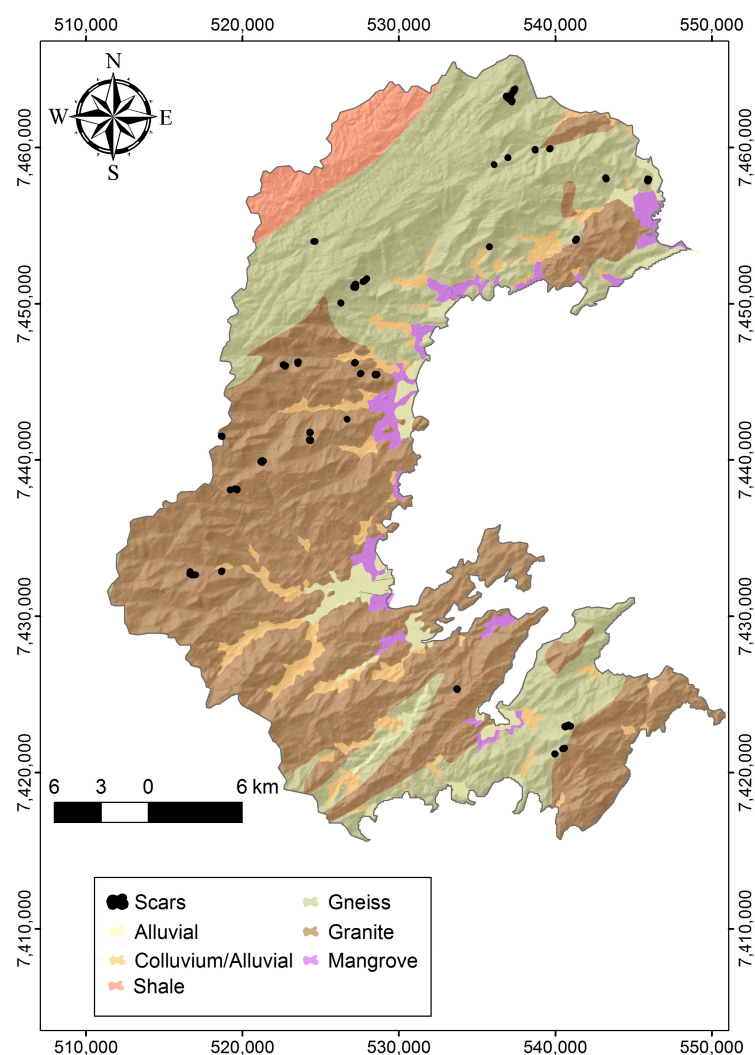 510,000 520,000 530,000 540,000 550,000
N
W E
S
7,460,000 7,460,000
7,450,000 7,450,000
7,440,000 7,440,000
7,430,000 7,430,000
7,420,000 7,420,000
6 3 0 6 km
7,410,000 7,410,000
Scars Gneiss
Alluvial Granite
Colluvium/Alluvial Mangrove
Shale
510,000 520,000 530,000 540,000 550,000